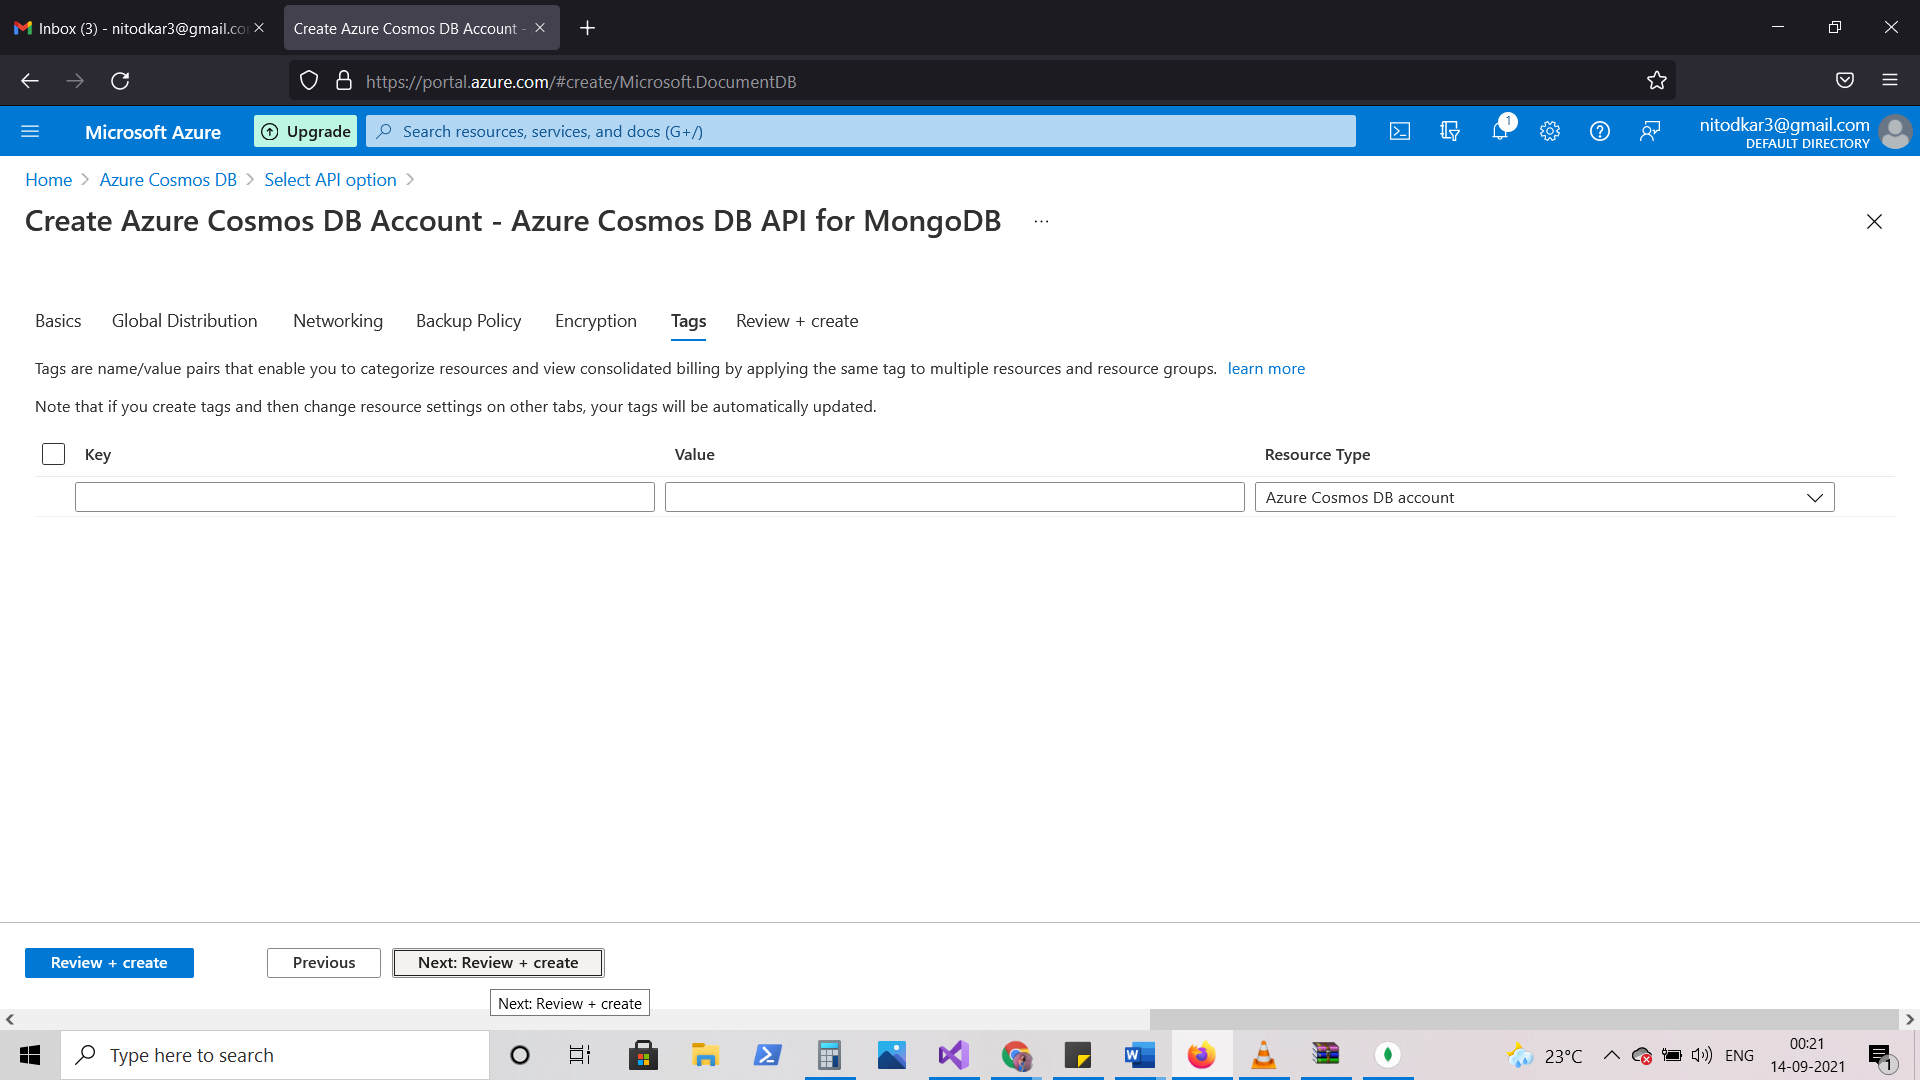 Inbox (3) - nitodkar3@gmail.cor
Create Azure Cosmos DB Account -
https://portal.azure.com/#create/Microsoft.DocumentDB
Microsoft Azure
Upgrade
Search resources, services, and docs (G+/)
1
nitodkar3@gmail.com
DEFAULT DIRECTORY
Home > Azure Cosmos DB > Select API option >
Create Azure Cosmos DB Account - Azure Cosmos DB API for MongoDB ...
Basics Global Distribution Networking Backup Policy Encryption Tags Review + create
Tags are name/value pairs that enable you to categorize resources and view consolidated billing by applying the same tag to multiple resources and resource groups. learn more
Note that if you create tags and then change resource settings on other tabs, your tags will be automatically updated.
Key Value Resource Type
Azure Cosmos DB account
Review + create Previous Next: Review + create
Next: Review + create
Type here to search
23°C
ENG
00:21
14-09-2021
1